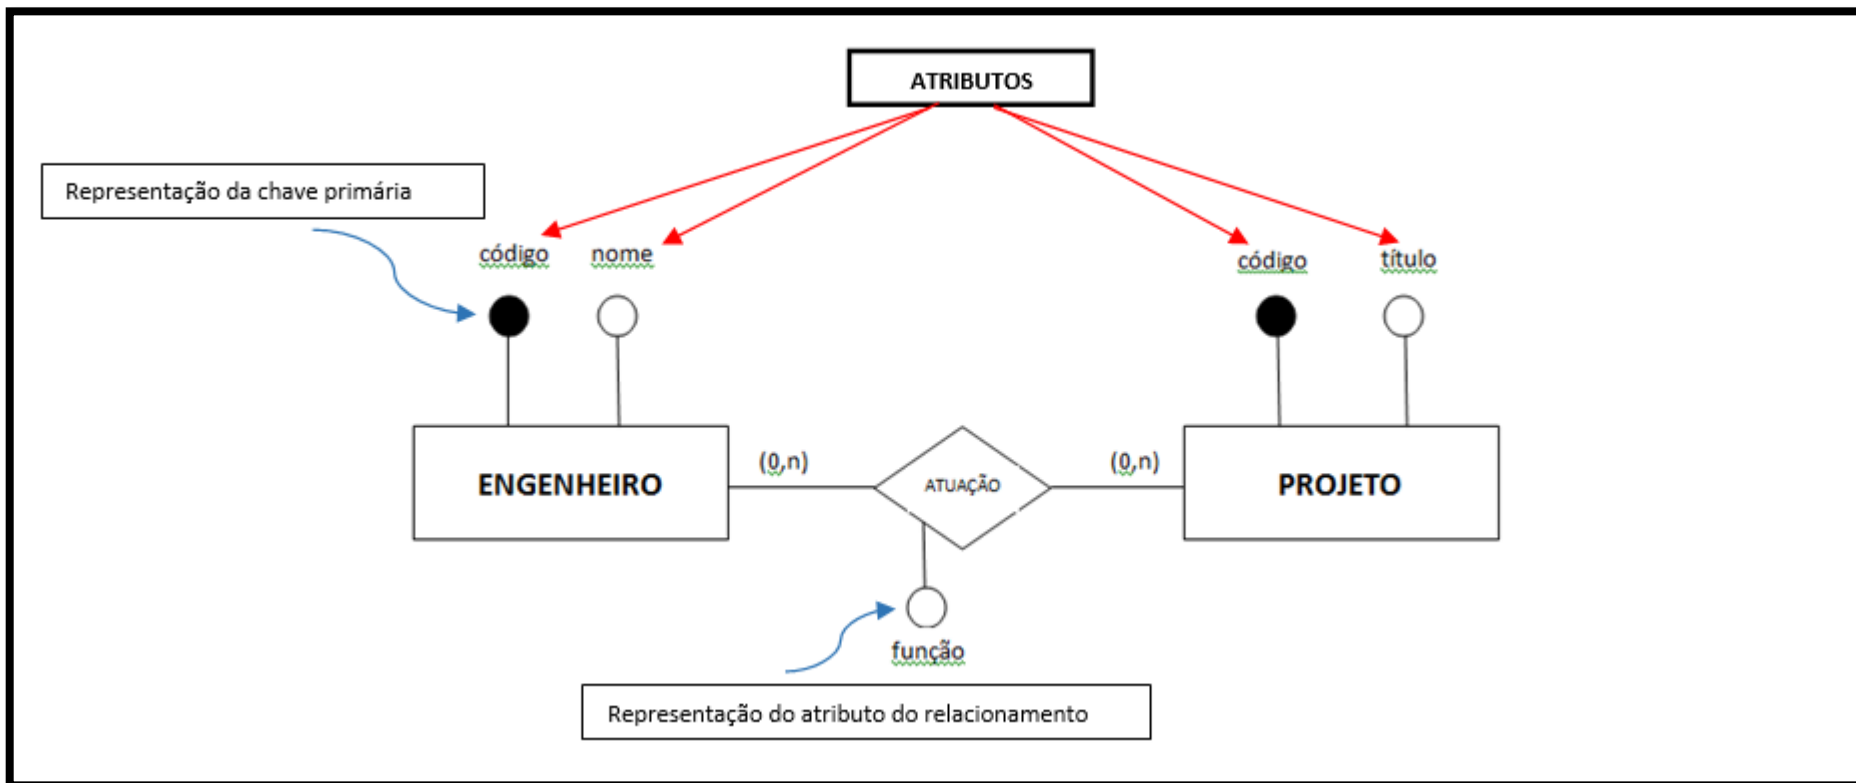 ATRIBUTOS
Representação da chave primária
código
nome
código
título
ENGENHEIRO
(0,n)
ATUAÇÃO
(0,n)
PROJETO
função
Representação do atributo do relacionamento